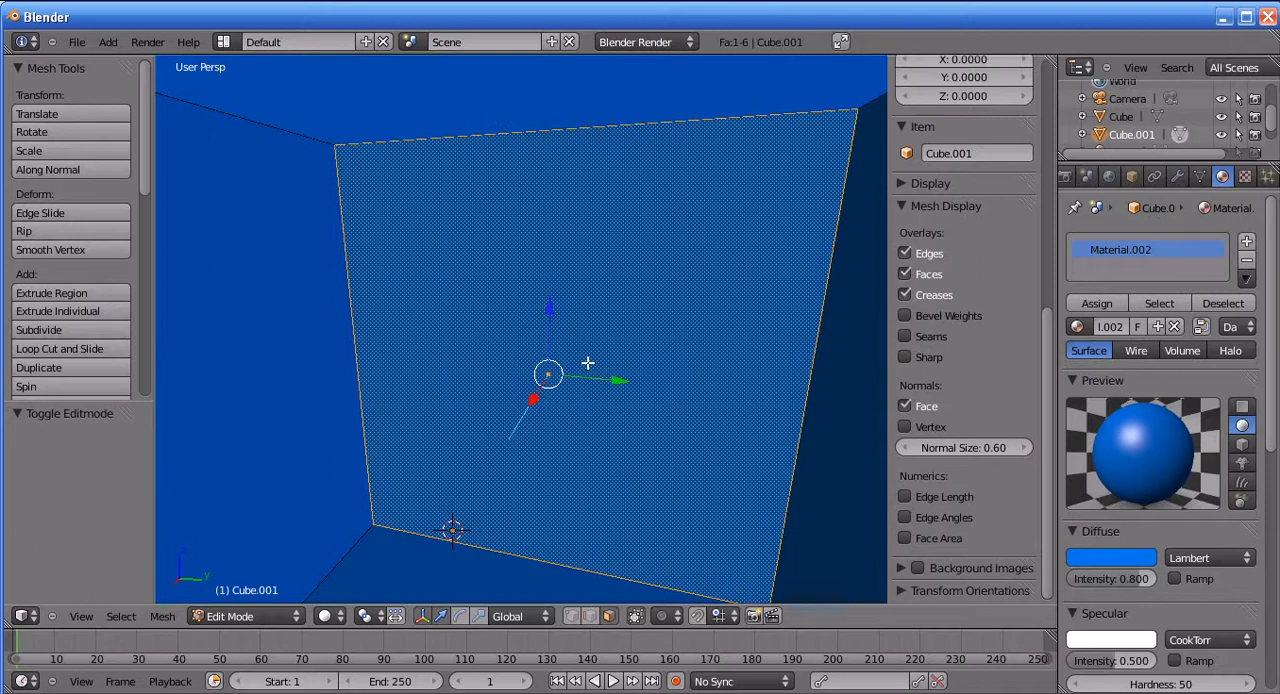 Blender
File Add Render Help Default Scene Blender Render Fa:1-6 | Cube.001
Mesh Tools
Transform:
Translate
Rotate
Scale
Along Normal
Deform:
Edge Slide
Rip
Smooth Vertex
Add:
Extrude Region
Extrude Individual
Subdivide
Loop Cut and Slide
Duplicate
Spin
Toggle Editmode
User Persp
(1) Cube.001
X: 0.0000
Y: 0.0000
Z: 0.0000
Item
Cube.001
Display
Mesh Display
Overlays:
Edges
Faces
Creases
Bevel Weights
Seams
Sharp
Normals:
Face
Vertex
Normal Size: 0.60
Numerics:
Edge Length
Edge Angles
Face Area
Background Images
Transform Orientations
View Search All Scenes
World
Camera
Cube
Cube.001
Cube.0 Material.
Material.002
Assign Select Deselect
l.002 F Da
Surface Wire Volume Halo
Preview
Diffuse
Lambert
Intensity: 0.800 Ramp
Specular
CookTorr
Intensity: 0.500 Ramp
Hardness: 50
View Select Mesh Edit Mode Global
10 20 30 40 50 60 70 80 90 100 110 120 130 140 150 160 170 180 190 200 210 220 230 240 250
View Frame Playback Start: 1 End: 250 1 No Sync